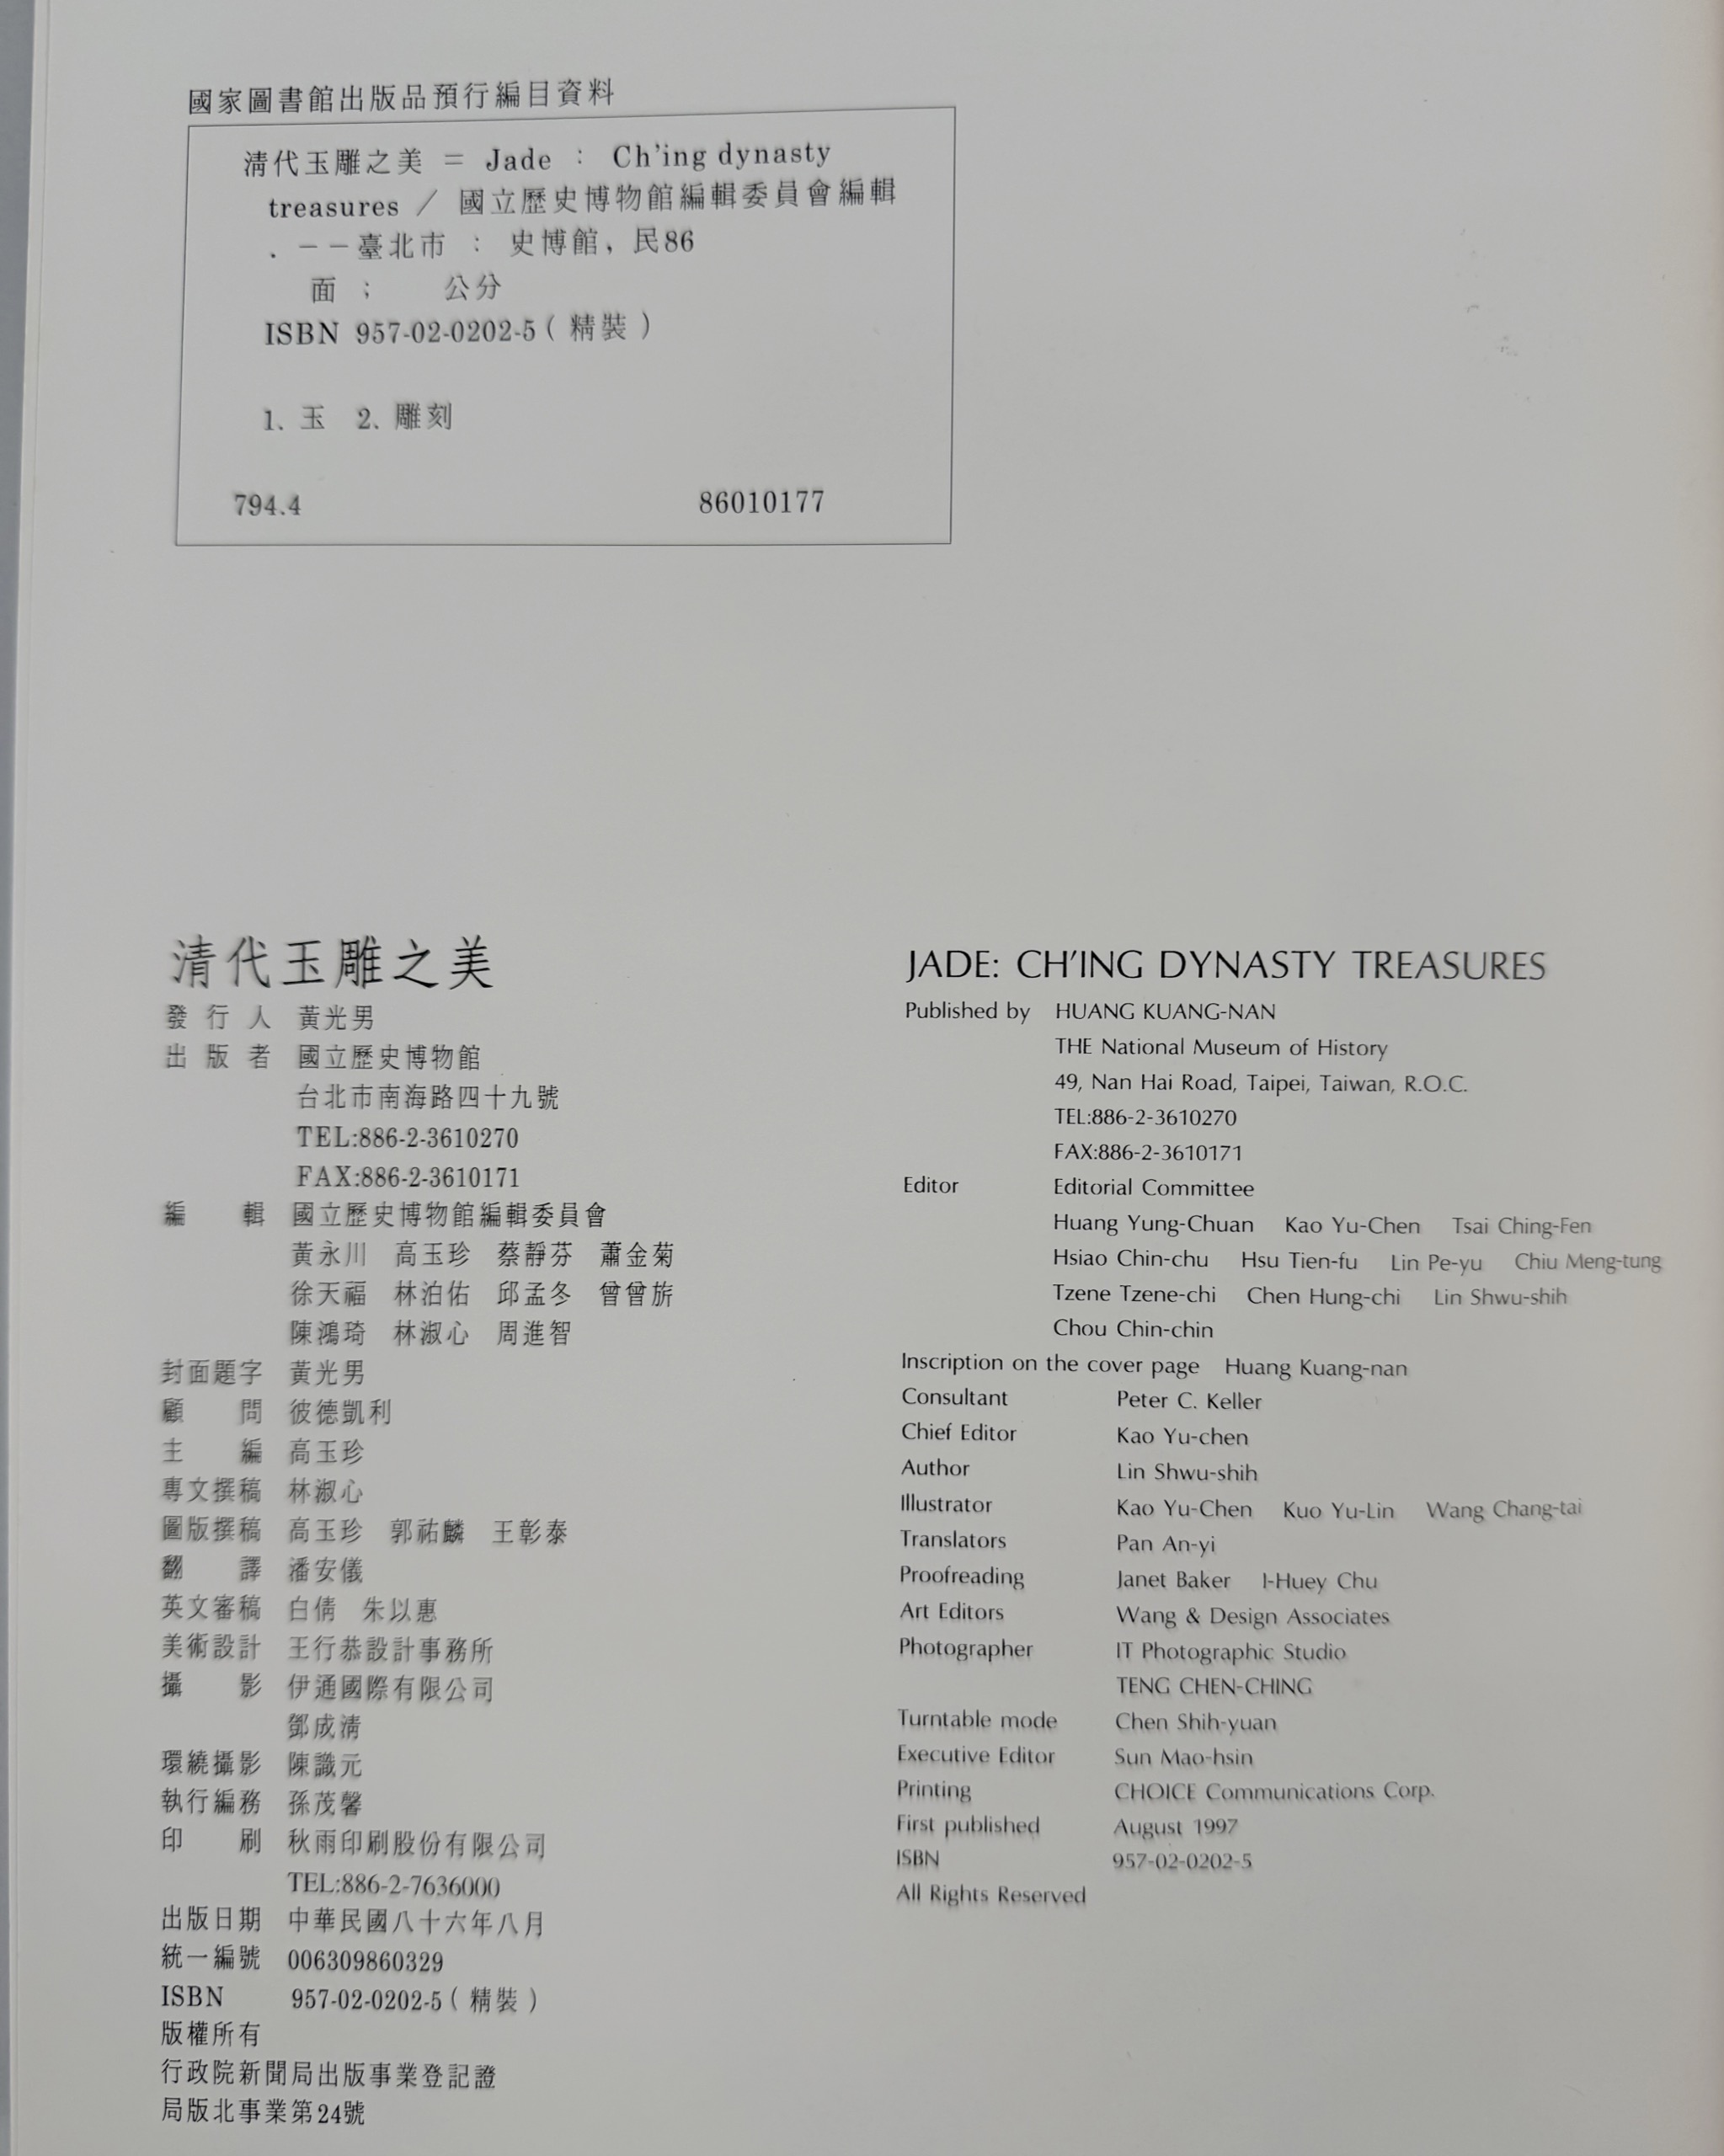 國家圖書館出版品預行編目資料
清代玉雕之美 = Jade : Ch'ing dynasty
treasures / 國立歷史博物館編輯委員會編輯
. －－臺北市 : 史博館, 民86
面 ; 公分
ISBN 957-02-0202-5 ( 精裝 )
1. 玉 2. 雕刻
794.4 86010177
清代玉雕之美
發行人 黃光男
出版者 國立歷史博物館
台北市南海路四十九號
TEL:886-2-3610270
FAX:886-2-3610171
編輯 國立歷史博物館編輯委員會
黃永川 高玉珍 蔡靜芬 蕭金菊
徐天福 林泊佑 邱孟冬 曾曾旂
陳鴻琦 林淑心 周進智
封面題字 黃光男
顧問 彼德凱利
主編 高玉珍
專文撰稿 林淑心
圖版撰稿 高玉珍 郭祐麟 王彰泰
翻譯 潘安儀
英文審稿 白倩 朱以惠
美術設計 王行恭設計事務所
攝影 伊通國際有限公司
鄧成清
環繞攝影 陳識元
執行編務 孫茂馨
印刷 秋雨印刷股份有限公司
TEL:886-2-7636000
出版日期 中華民國八十六年八月
統一編號 006309860329
ISBN 957-02-0202-5 ( 精裝 )
版權所有
行政院新聞局出版事業登記證
局版北事業第24號
JADE: CH'ING DYNASTY TREASURES
Published by HUANG KUANG-NAN
THE National Museum of History
49, Nan Hai Road, Taipei, Taiwan, R.O.C.
TEL:886-2-3610270
FAX:886-2-3610171
Editor Editorial Committee
Huang Yung-Chuan Kao Yu-Chen Tsai Ching-Fen
Hsiao Chin-chu Hsu Tien-fu Lin Pe-yu Chiu Meng-tung
Tzene Tzene-chi Chen Hung-chi Lin Shwu-shih
Chou Chin-chin
Inscription on the cover page Huang Kuang-nan
Consultant Peter C. Keller
Chief Editor Kao Yu-chen
Author Lin Shwu-shih
Illustrator Kao Yu-Chen Kuo Yu-Lin Wang Chang-tai
Translators Pan An-yi
Proofreading Janet Baker I-Huey Chu
Art Editors Wang & Design Associates
Photographer IT Photographic Studio
TENG CHEN-CHING
Turntable mode Chen Shih-yuan
Executive Editor Sun Mao-hsin
Printing CHOICE Communications Corp.
First published August 1997
ISBN 957-02-0202-5
All Rights Reserved